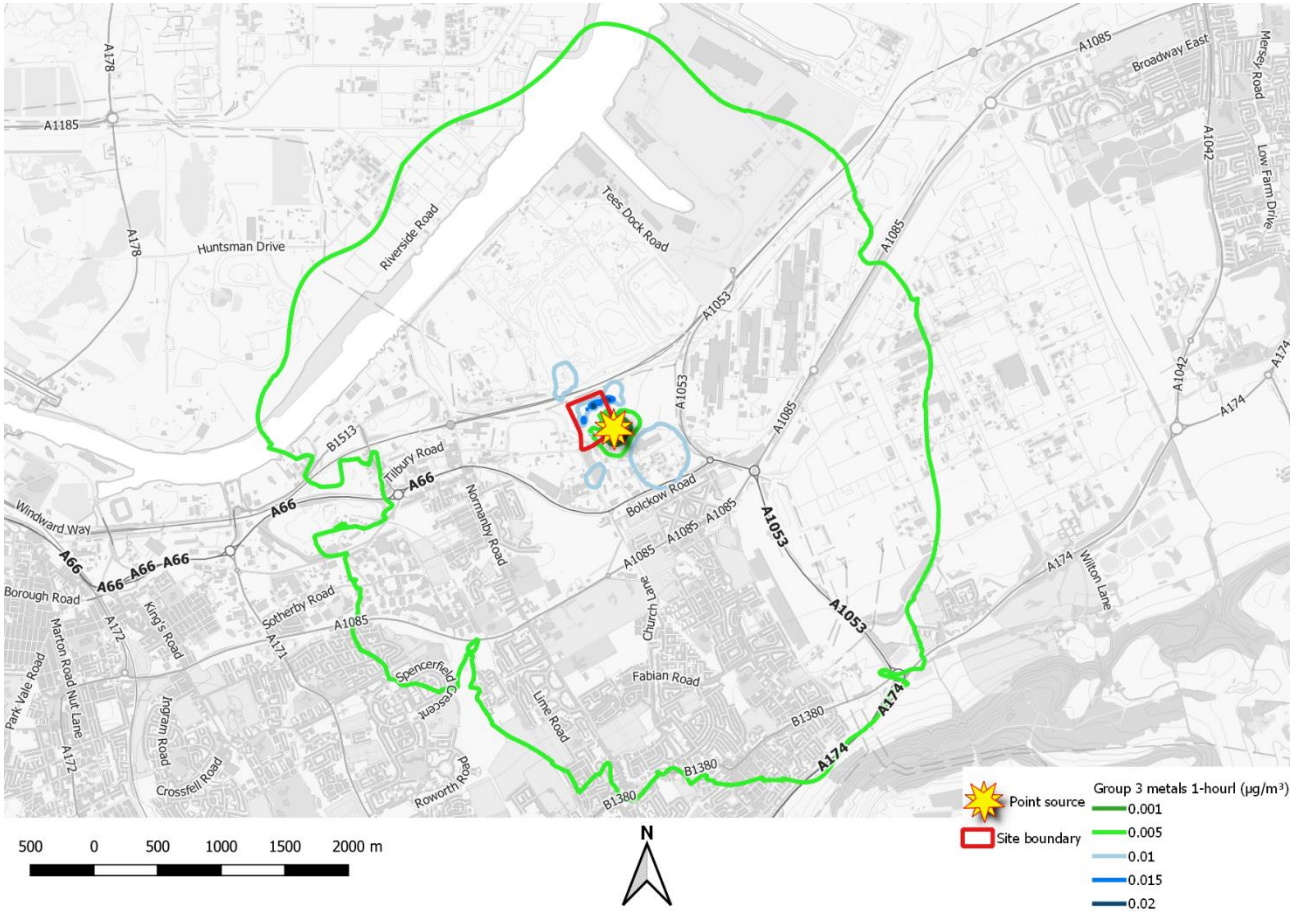 A178
A1185
A178
Huntsman Drive
Riverside Road
Tees Dock Road
A1053
A1053
A1085
A1085
A1085
Broadway East
Mersey Road
Low Farm Drive
A1042
A1042
A174
A174
B1513
Tilbury Road
A66
A66
Windward Way
A66
A66
A66
A66
Normanby Road
Bolckow Road
A1085
A1085
A1085
A1053
A1053
A174
Wilton Lane
Borough Road
King's Road
Sotherby Road
A1085
A172
A171
Marton Road
Nut Lane
Park Vale Road
Ingram Road
Crossfell Road
A172
Spencerfield Crescent
Church Lane
Fabian Road
Lime Road
Roworth Road
B1380
B1380
B1380
A174
A174
Point source
Site boundary
Group 3 metals 1-hourl (µg/m³)
0.001
0.005
0.01
0.015
0.02
500 0 500 1000 1500 2000 m
N